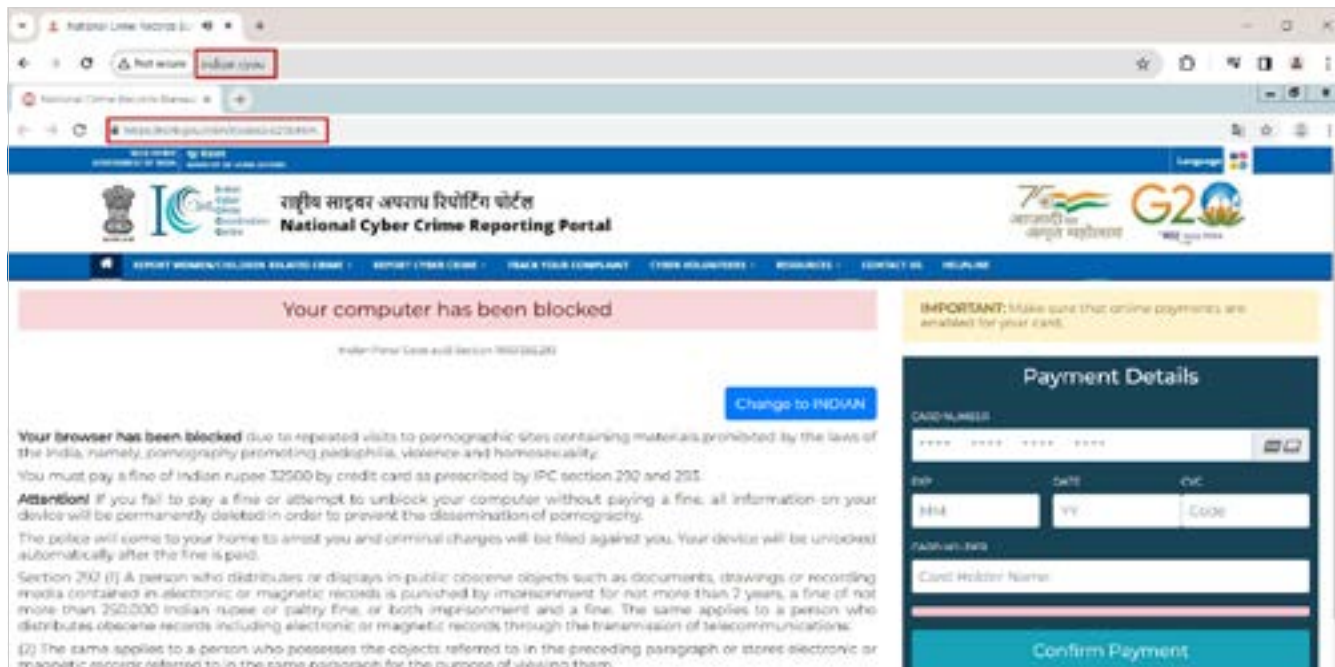 National Crime Records
Not secure
National Crime Records Bureau
Language
राष्ट्रीय साइबर अपराध रिपोर्टिंग पोर्टल
National Cyber Crime Reporting Portal
G20
REPORT WOMEN/CHILDREN RELATED CRIME
REPORT CYBER CRIME
TRACK YOUR COMPLAINT
CYBER VOLUNTEERS
RESOURCES
CONTACT US
HELPLINE
Your computer has been blocked
Indian Penal Code
Change to INDIAN
Your browser has been blocked due to repeated visits to pornographic sites containing materials prohibited by the laws of
the India, namely, pornography promoting pedophilia, violence and homosexuality.
You must pay a fine of Indian rupee 32500 by credit card as prescribed by IPC section 292 and 293.
Attention! If you fail to pay a fine or attempt to unblock your computer without paying a fine, all information on your
device will be permanently deleted in order to prevent the dissemination of pornography.
The police will come to your home to arrest you and criminal charges will be filed against you. Your device will be unlocked
automatically after the fine is paid.
Section 292 (1) A person who distributes or displays in public obscene objects such as documents, drawings or recording
media contained in electronic or magnetic records is punished by imprisonment for not more than 2 years, a fine of not
more than 250,000 Indian rupee or paltry fine, or both imprisonment and a fine. The same applies to a person who
distributes obscene records including electronic or magnetic records through the transmission of telecommunications.
(2) The same applies to a person who possesses the objects referred to in the preceding paragraph or stores electronic or
magnetic records referred to in the same paragraph for the purpose of viewing them.
IMPORTANT: Make sure that online payments are
enabled for your card.
Payment Details
CARD NUMBER
**** **** **** ****
EXP DATE CVC
MM YY Code
CARD HOLDER
Card Holder Name
Confirm Payment